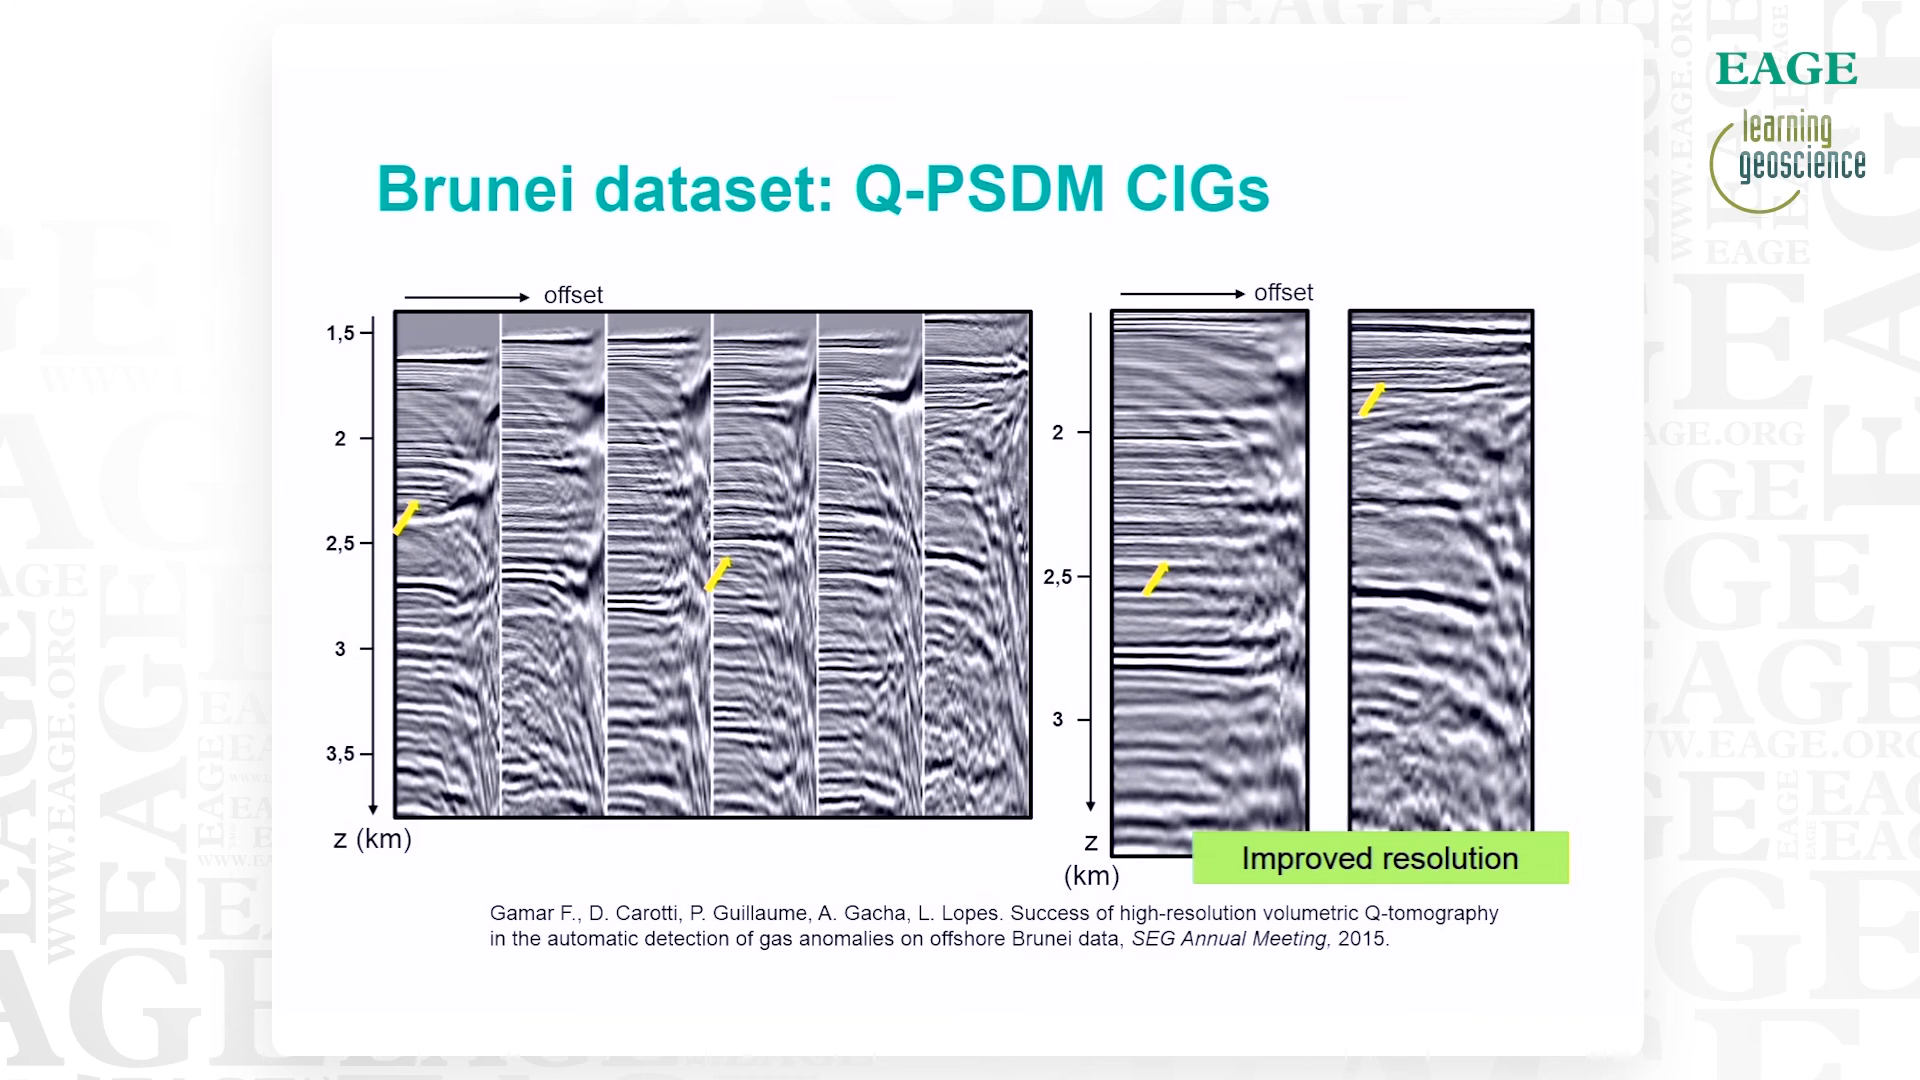 EAGE
learning
geoscience
Brunei dataset: Q-PSDM CIGs
offset
1,5
2
2,5
3
3,5
z (km)
offset
2
2,5
3
z
(km)
Improved resolution
Gamar F., D. Carotti, P. Guillaume, A. Gacha, L. Lopes. Success of high-resolution volumetric Q-tomography
in the automatic detection of gas anomalies on offshore Brunei data, SEG Annual Meeting, 2015.